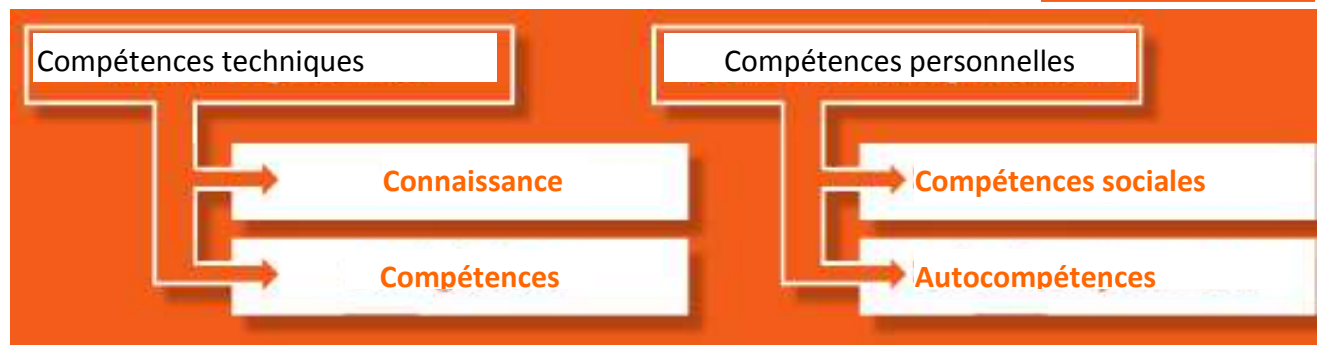 Compétences techniques
Compétences personnelles
Connaissance
Compétences sociales
Compétences
Autocompétences